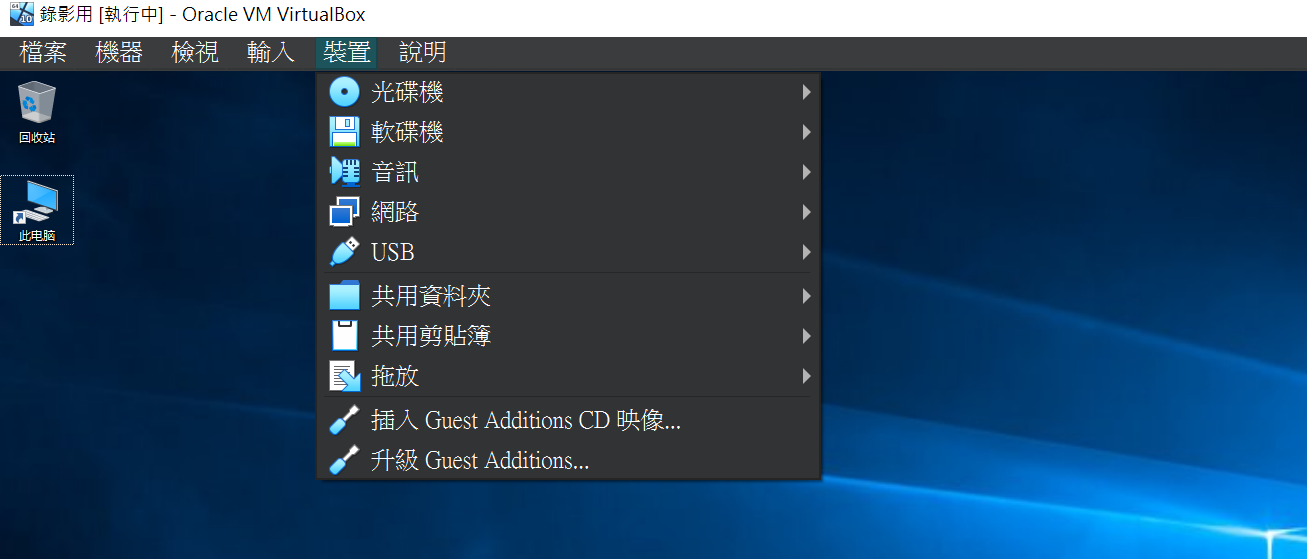 錄影用 [執行中] - Oracle VM VirtualBox
檔案 機器 檢視 輸入 裝置 說明
回收站
此电脑
光碟機
軟碟機
音訊
網路
USB
共用資料夾
共用剪貼簿
拖放
插入 Guest Additions CD 映像...
升級 Guest Additions...